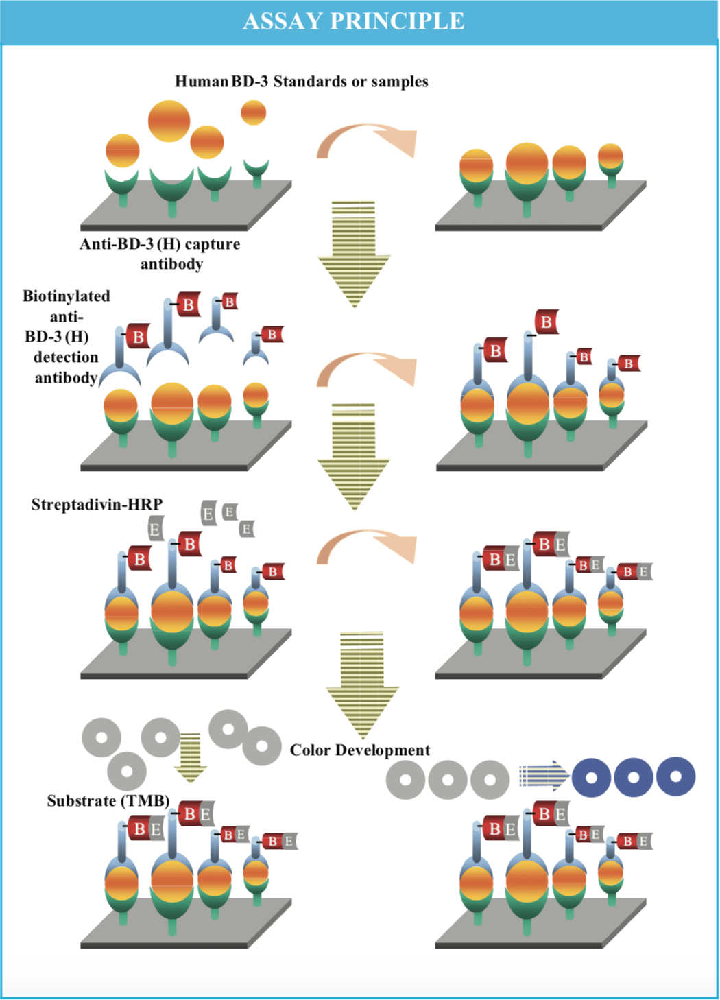 ASSAY PRINCIPLE
Human BD-3 Standards or samples
Anti-BD-3 (H) capture
antibody
Biotinylated
anti-
BD-3 (H)
detection
antibody
B
B
B
B
B
B
B
B
Streptadivin-HRP
E
E
E
E
B
B
B
B
B E
B E
B E
B E
Color Development
Substrate (TMB)
B E
B E
B E
B E
B E
B E
B E
B E